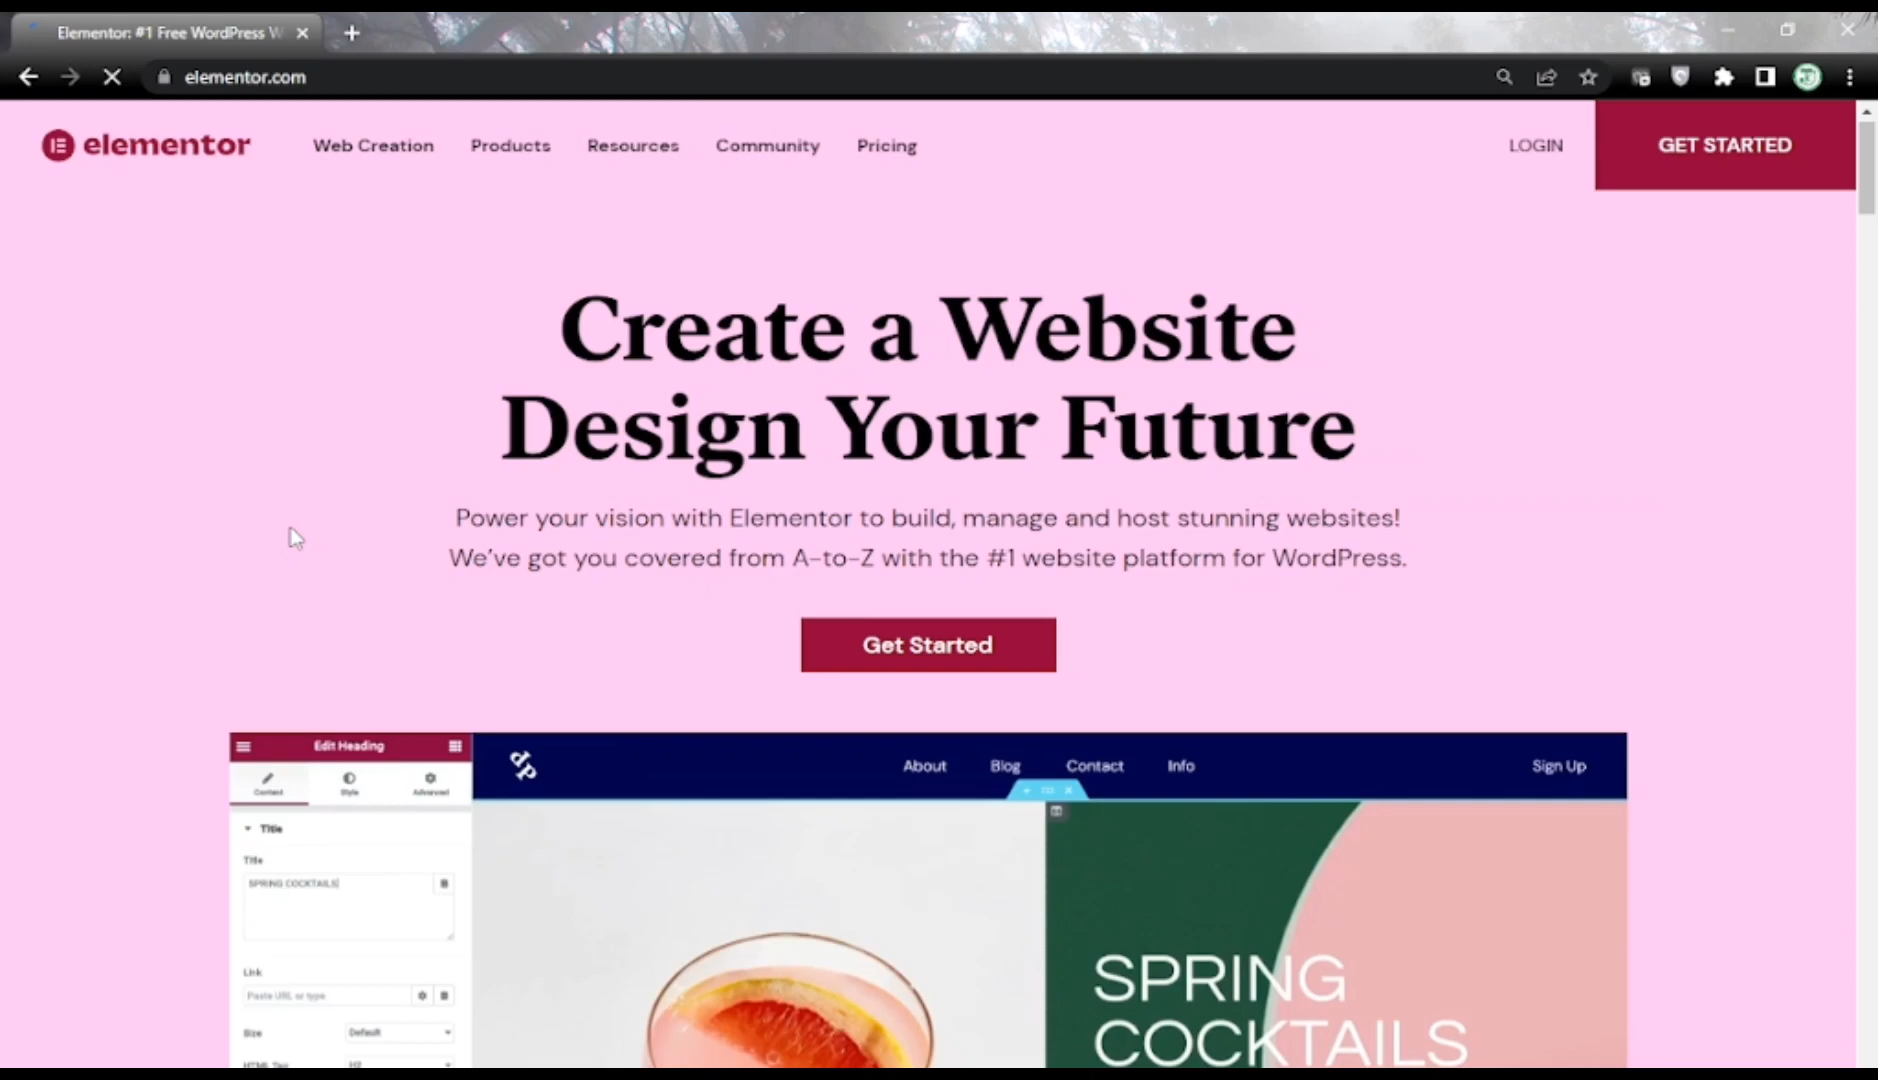 Elementor: #1 Free WordPress W
elementor.com
elementor
Web Creation
Products
Resources
Community
Pricing
LOGIN
GET STARTED
Create a Website
Design Your Future
Power your vision with Elementor to build, manage and host stunning websites!
We've got you covered from A-to-Z with the #1 website platform for WordPress.
Get Started
Edit Heading
Content
Style
Advanced
Title
Title
SPRING COCKTAILS
Link
Paste URL or type
Size
Default
HTML Tag
H2
dp
About
Blog
Contact
Info
Sign Up
SPRING
COCKTAILS